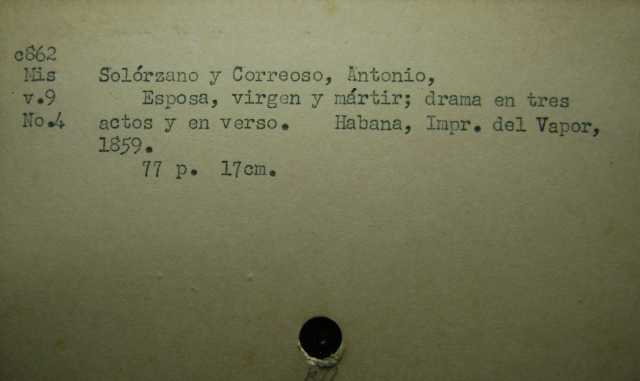 c862
Mis Solórzano y Correoso, Antonio,
v.9 Esposa, virgen y mártir; drama en tres
No.4 actos y en verso. Habana, Impr. del Vapor,
1859.
77 p. 17cm.